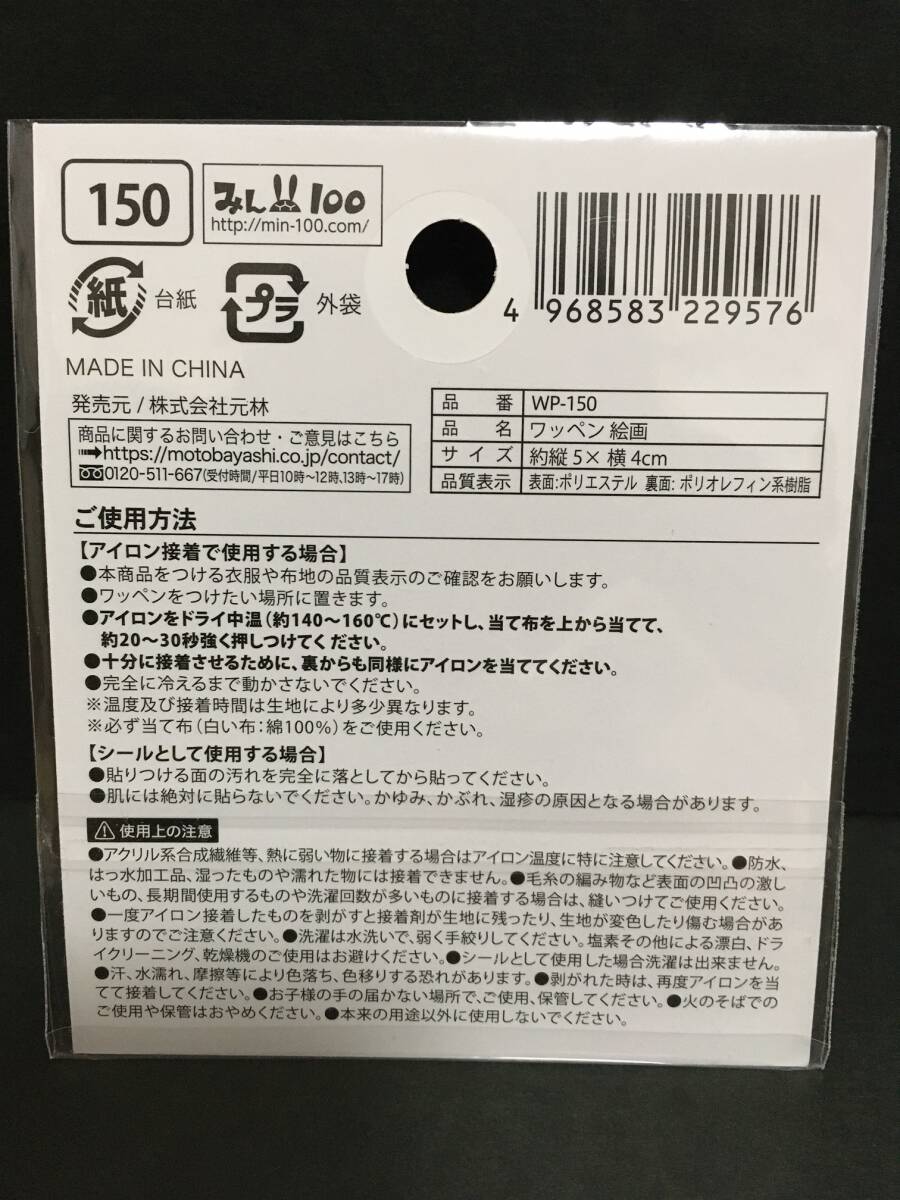 150
みん100
http://min-100.com/
紙 台紙
プラ 外袋
4 968583 229576
MADE IN CHINA
発売元 / 株式会社元林
商品に関するお問い合わせ・ご意見はこちら
https://motobayashi.co.jp/contact/
0120-511-667(受付時間/平日10時〜12時、13時〜17時)
品番 WP-150
品名 ワッペン 絵画
サイズ 約縦 5× 横 4cm
品質表示 表面:ポリエステル 裏面: ポリオレフィン系樹脂
ご使用方法
【アイロン接着で使用する場合】
●本商品をつける衣服や布地の品質表示のご確認をお願いします。
●ワッペンをつけたい場所に置きます。
●アイロンをドライ中温(約140〜160℃)にセットし、当て布を上から当てて、
約20〜30秒強く押しつけてください。
●十分に接着させるために、裏からも同様にアイロンを当ててください。
●完全に冷えるまで動かさないでください。
※温度及び接着時間は生地により多少異なります。
※必ず当て布(白い布:綿100%)をご使用ください。
【シールとして使用する場合】
●貼りつける面の汚れを完全に落としてから貼ってください。
●肌には絶対に貼らないでください。かゆみ、かぶれ、湿疹の原因となる場合があります。
⚠使用上の注意
●アクリル系合成繊維等、熱に弱い物に接着する場合はアイロン温度に特に注意してください。●防水、
はっ水加工品、湿ったものや濡れた物には接着できません。●毛糸の編み物など表面の凹凸の激し
いもの、長期間使用するものや洗濯回数が多いものに接着する場合は、縫いつけてご使用ください。
●一度アイロン接着したものを剥がすと接着剤が生地に残ったり、生地が変色したり傷む場合があ
りますのでご注意ください。●洗濯は水洗いで、弱く手絞りしてください。塩素その他による漂白、ドラ
イクリーニング、乾燥機のご使用はお避けください。●シールとして使用した場合洗濯は出来ません。
●汗、水濡れ、摩擦等により色落ち、色移りする恐れがあります。●剥がれた時は、再度アイロンを当
てて接着してください。●お子様の手の届かない場所で、ご使用、保管してください。●火のそばでの
ご使用や保管はおやめください。●本来の用途以外に使用しないでください。